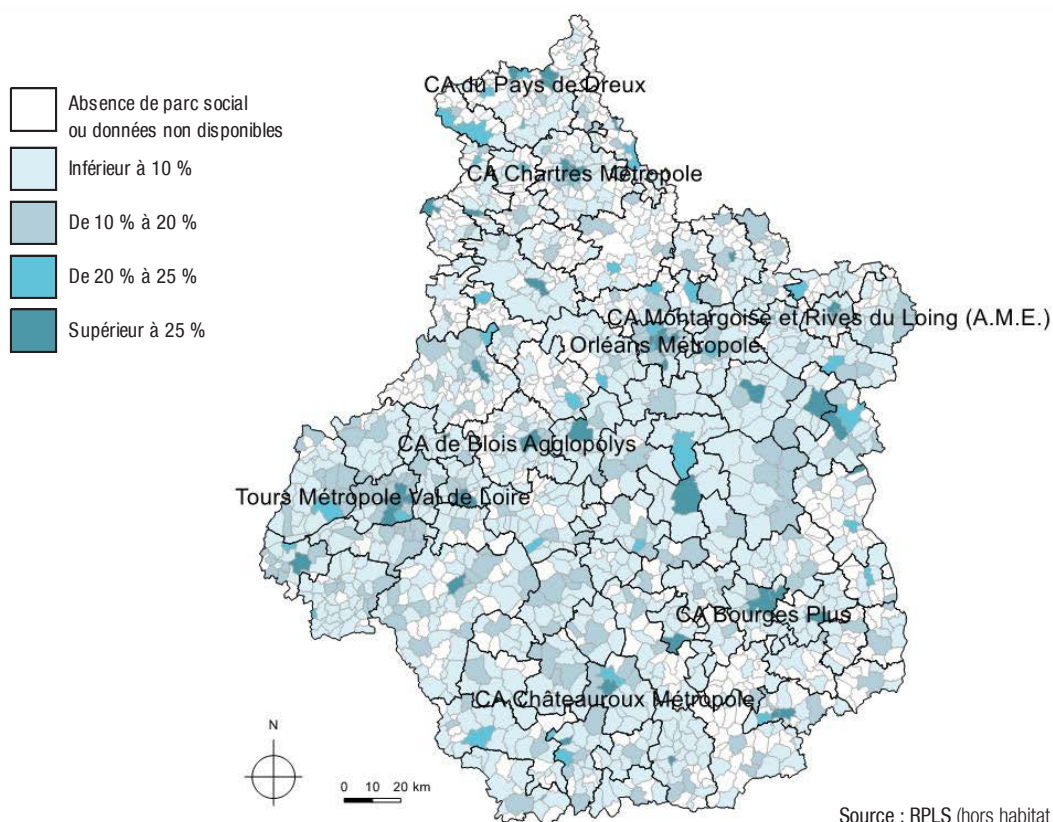 Absence de parc social
ou données non disponibles
Inférieur à 10 %
De 10 % à 20 %
De 20 % à 25 %
Supérieur à 25 %
CA du Pays de Dreux
CA Chartres Métropole
CA Montargoise et Rives du Loing (A.M.E.)
Orléans Métropole
CA de Blois Agglopolys
Tours Métropole Val de Loire
CA Bourges Plus
CA Châteauroux Métropole
N
0 10 20 km
Source : RPLS (hors habitat